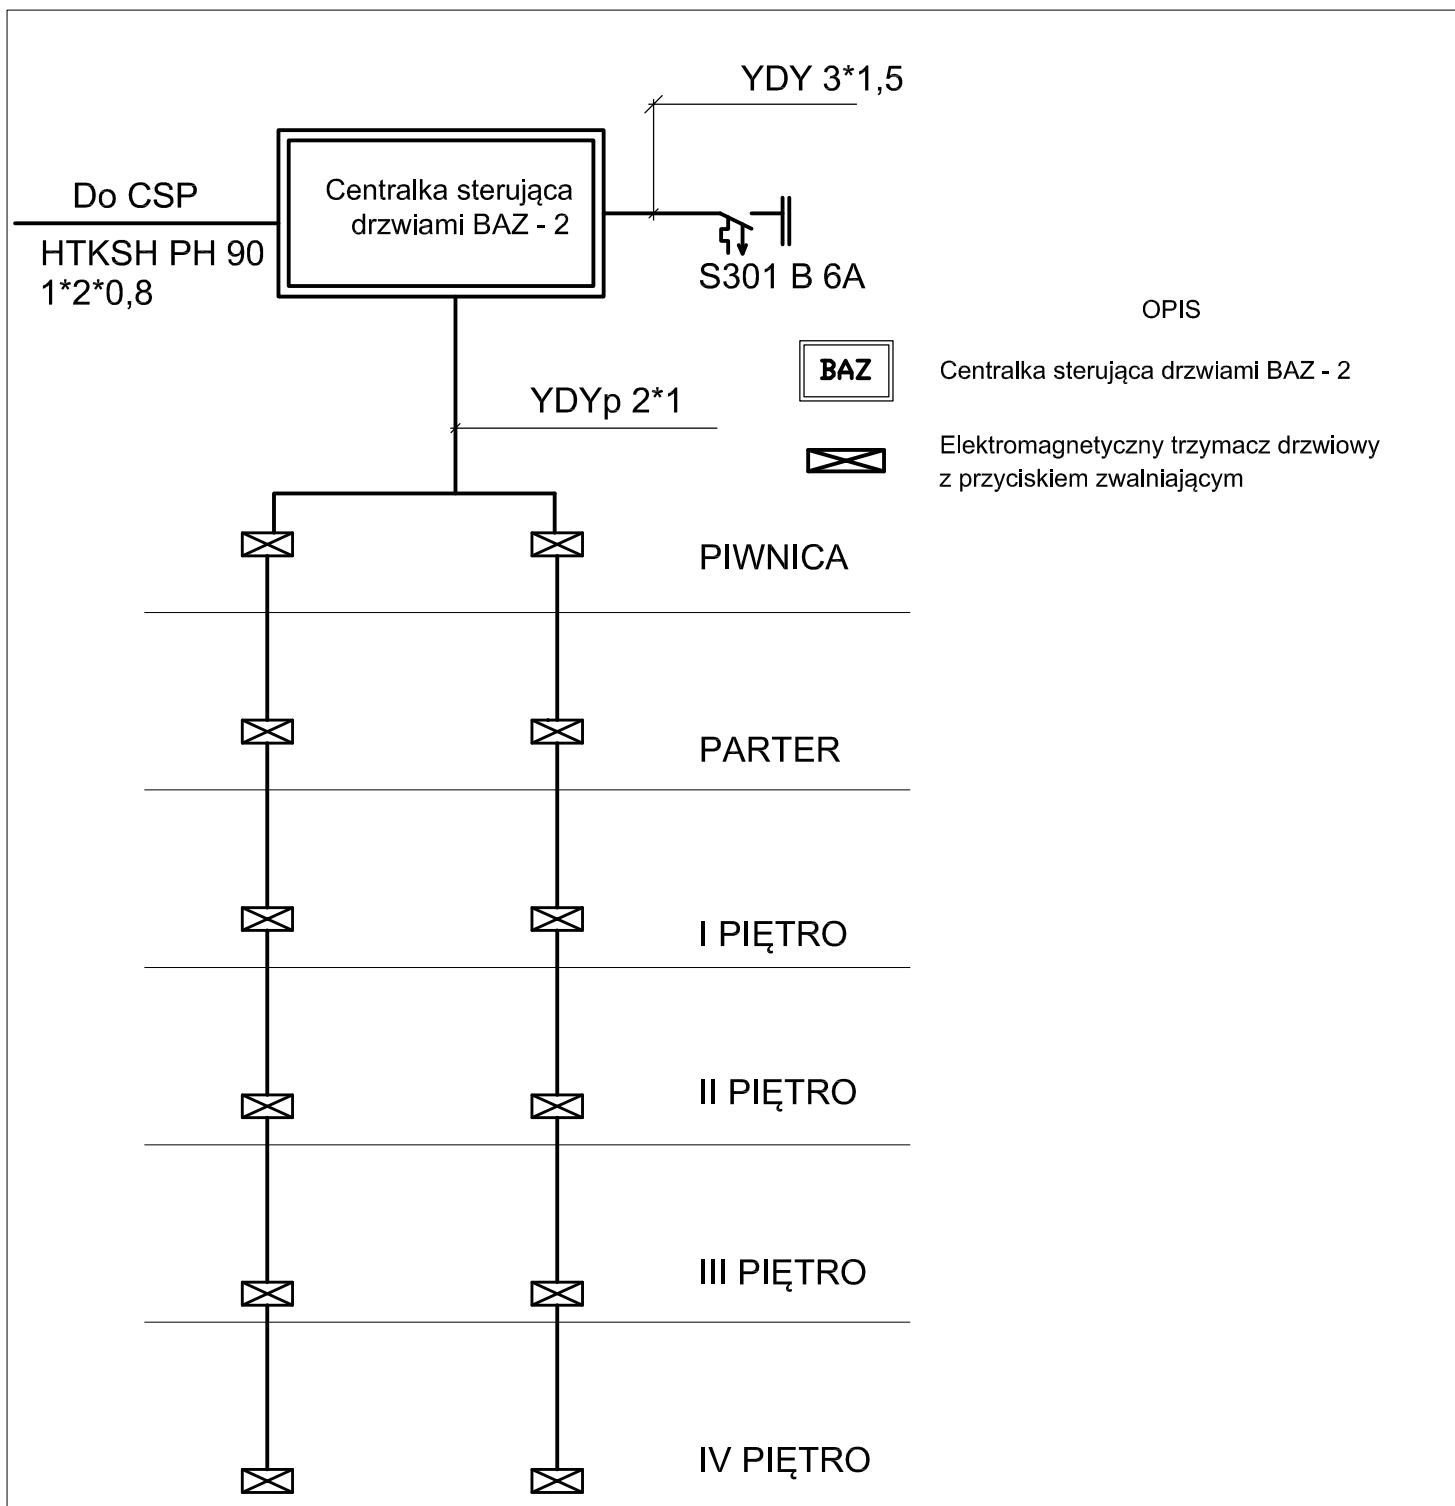 YDY 3*1,5
Do CSP
HTKSH PH 90
1*2*0,8
Centralka sterująca
drzwiami BAZ - 2
S301 B 6A
OPIS
BAZ
Centralka sterująca drzwiami BAZ - 2
Elektromagnetyczny trzymacz drzwiowy
z przyciskiem zwalniającym
YDYp 2*1
PIWNICA
PARTER
I PIĘTRO
II PIĘTRO
III PIĘTRO
IV PIĘTRO